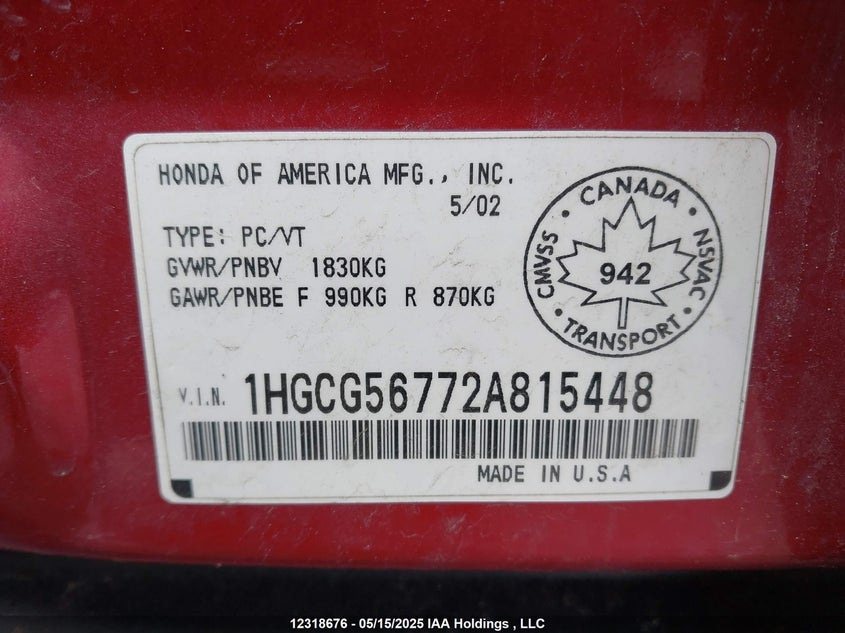 HONDA OF AMERICA MFG., INC.
5/02
TYPE: PC/VT
GVWR/PNBV 1830KG
GAWR/PNBE F 990KG R 870KG
CMVSS • CANADA • NSVAC • TRANSPORT •
942
V.I.N. 1HGCG56772A815448
MADE IN U.S.A
12318676 - 05/15/2025 IAA Holdings , LLC